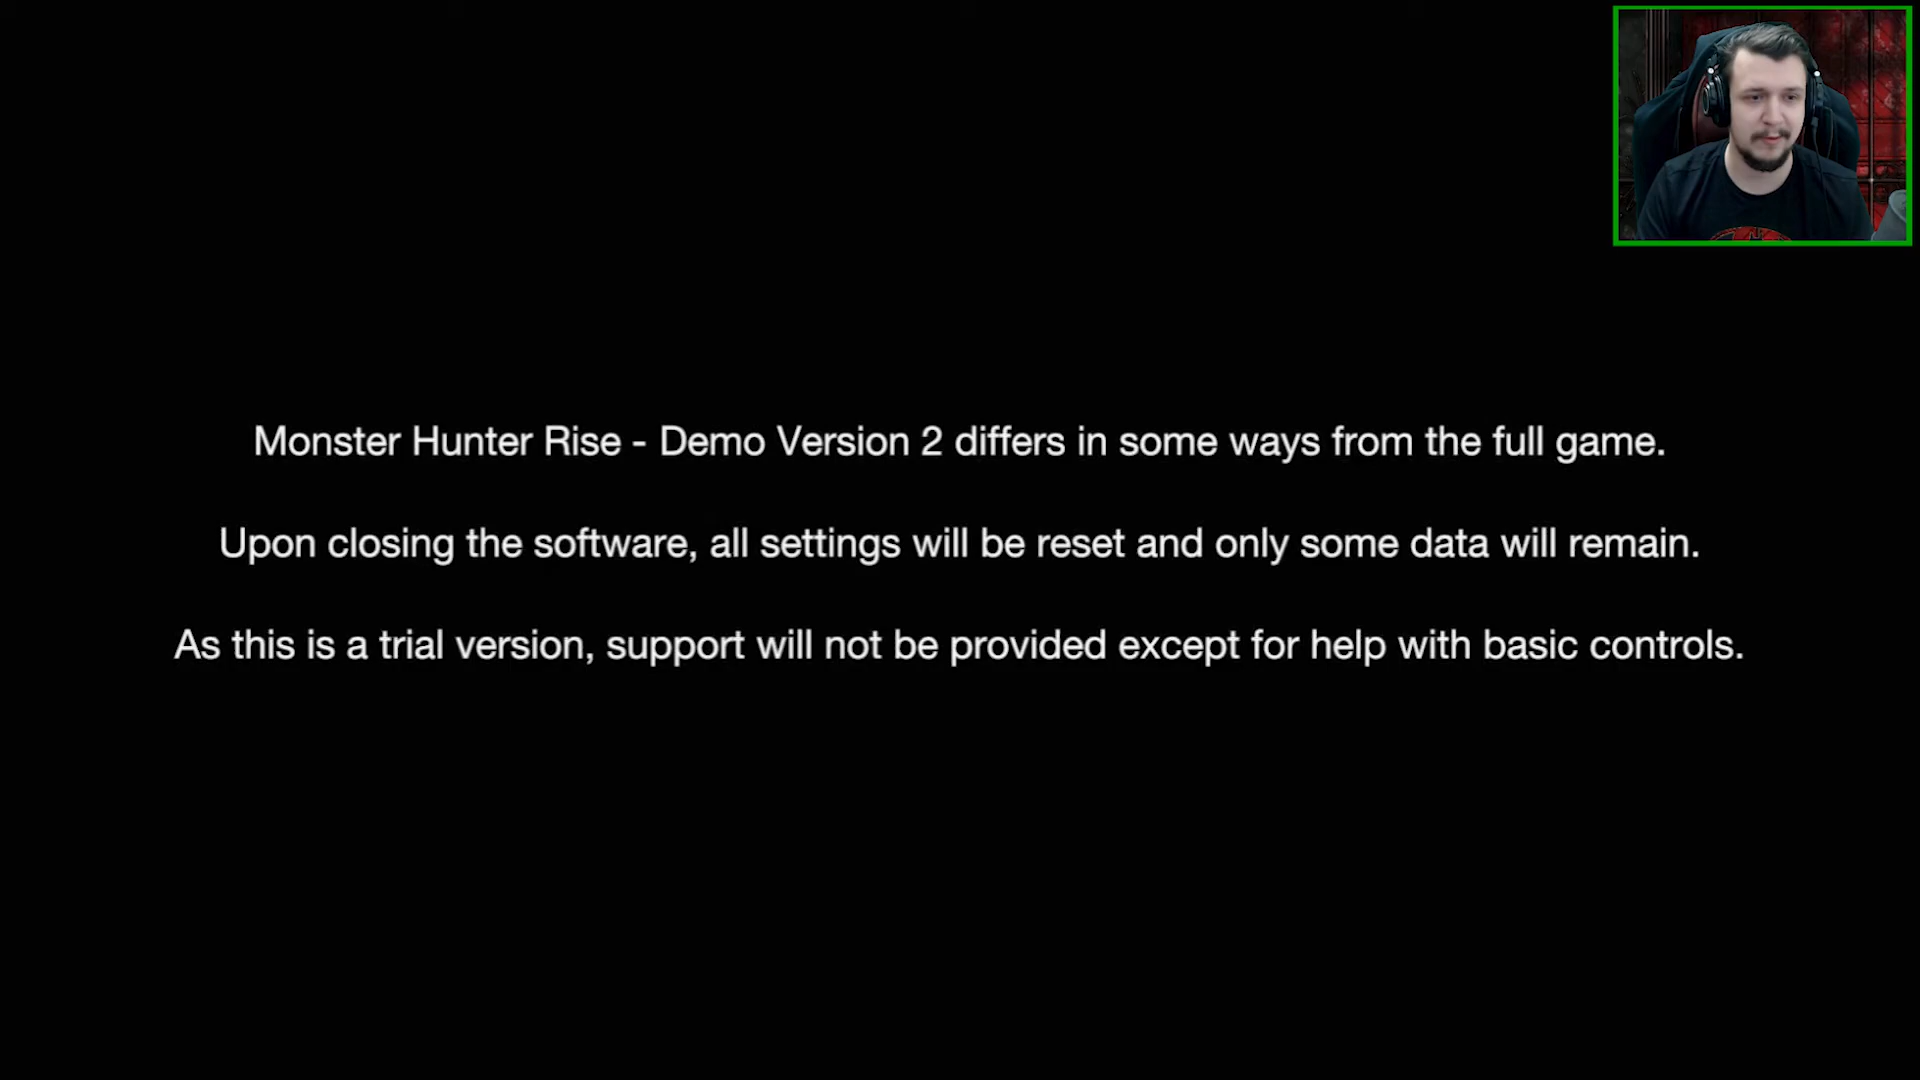 Monster Hunter Rise - Demo Version 2 differs in some ways from the full game.
Upon closing the software, all settings will be reset and only some data will remain.
As this is a trial version, support will not be provided except for help with basic controls.